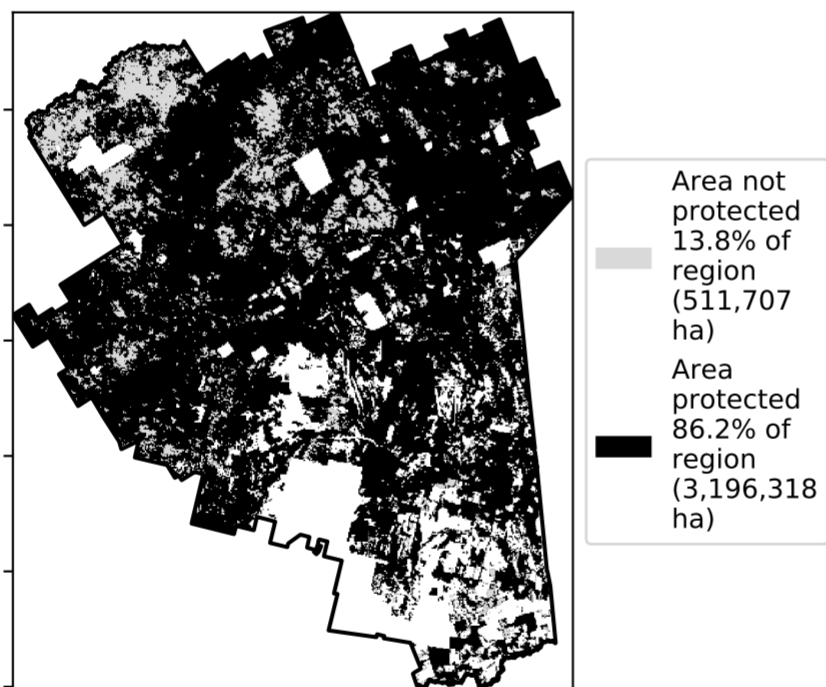 Area not
protected
13.8% of
region
(511,707
ha)
Area
protected
86.2% of
region
(3,196,318
ha)